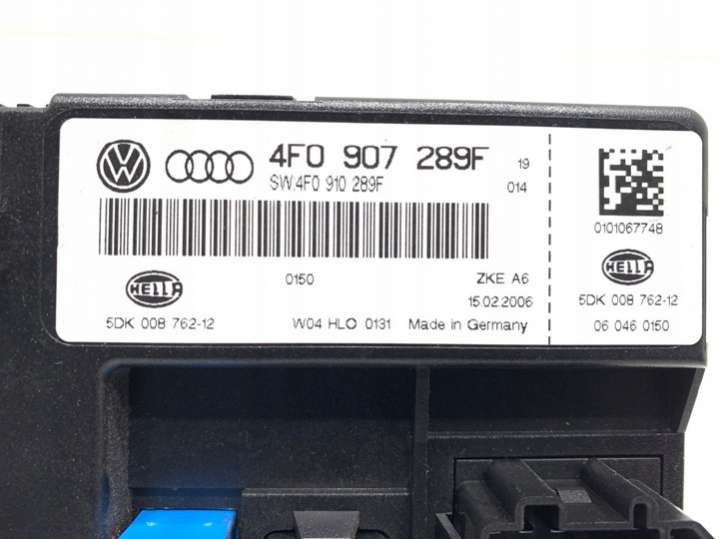 4F0 907 289F 19
SW.4F0 910 289F 014
0150 ZKE A6
HELLA 15.02.2006
5DK 008 762-12 W04 HLO 0131 Made in Germany
0101067748
HELLA
5DK 008 762-12
06 046 0150